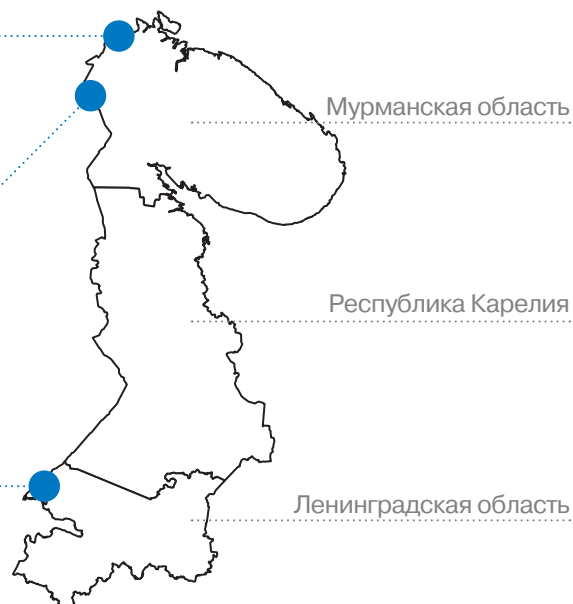 Мурманская область
Республика Карелия
Ленинградская область